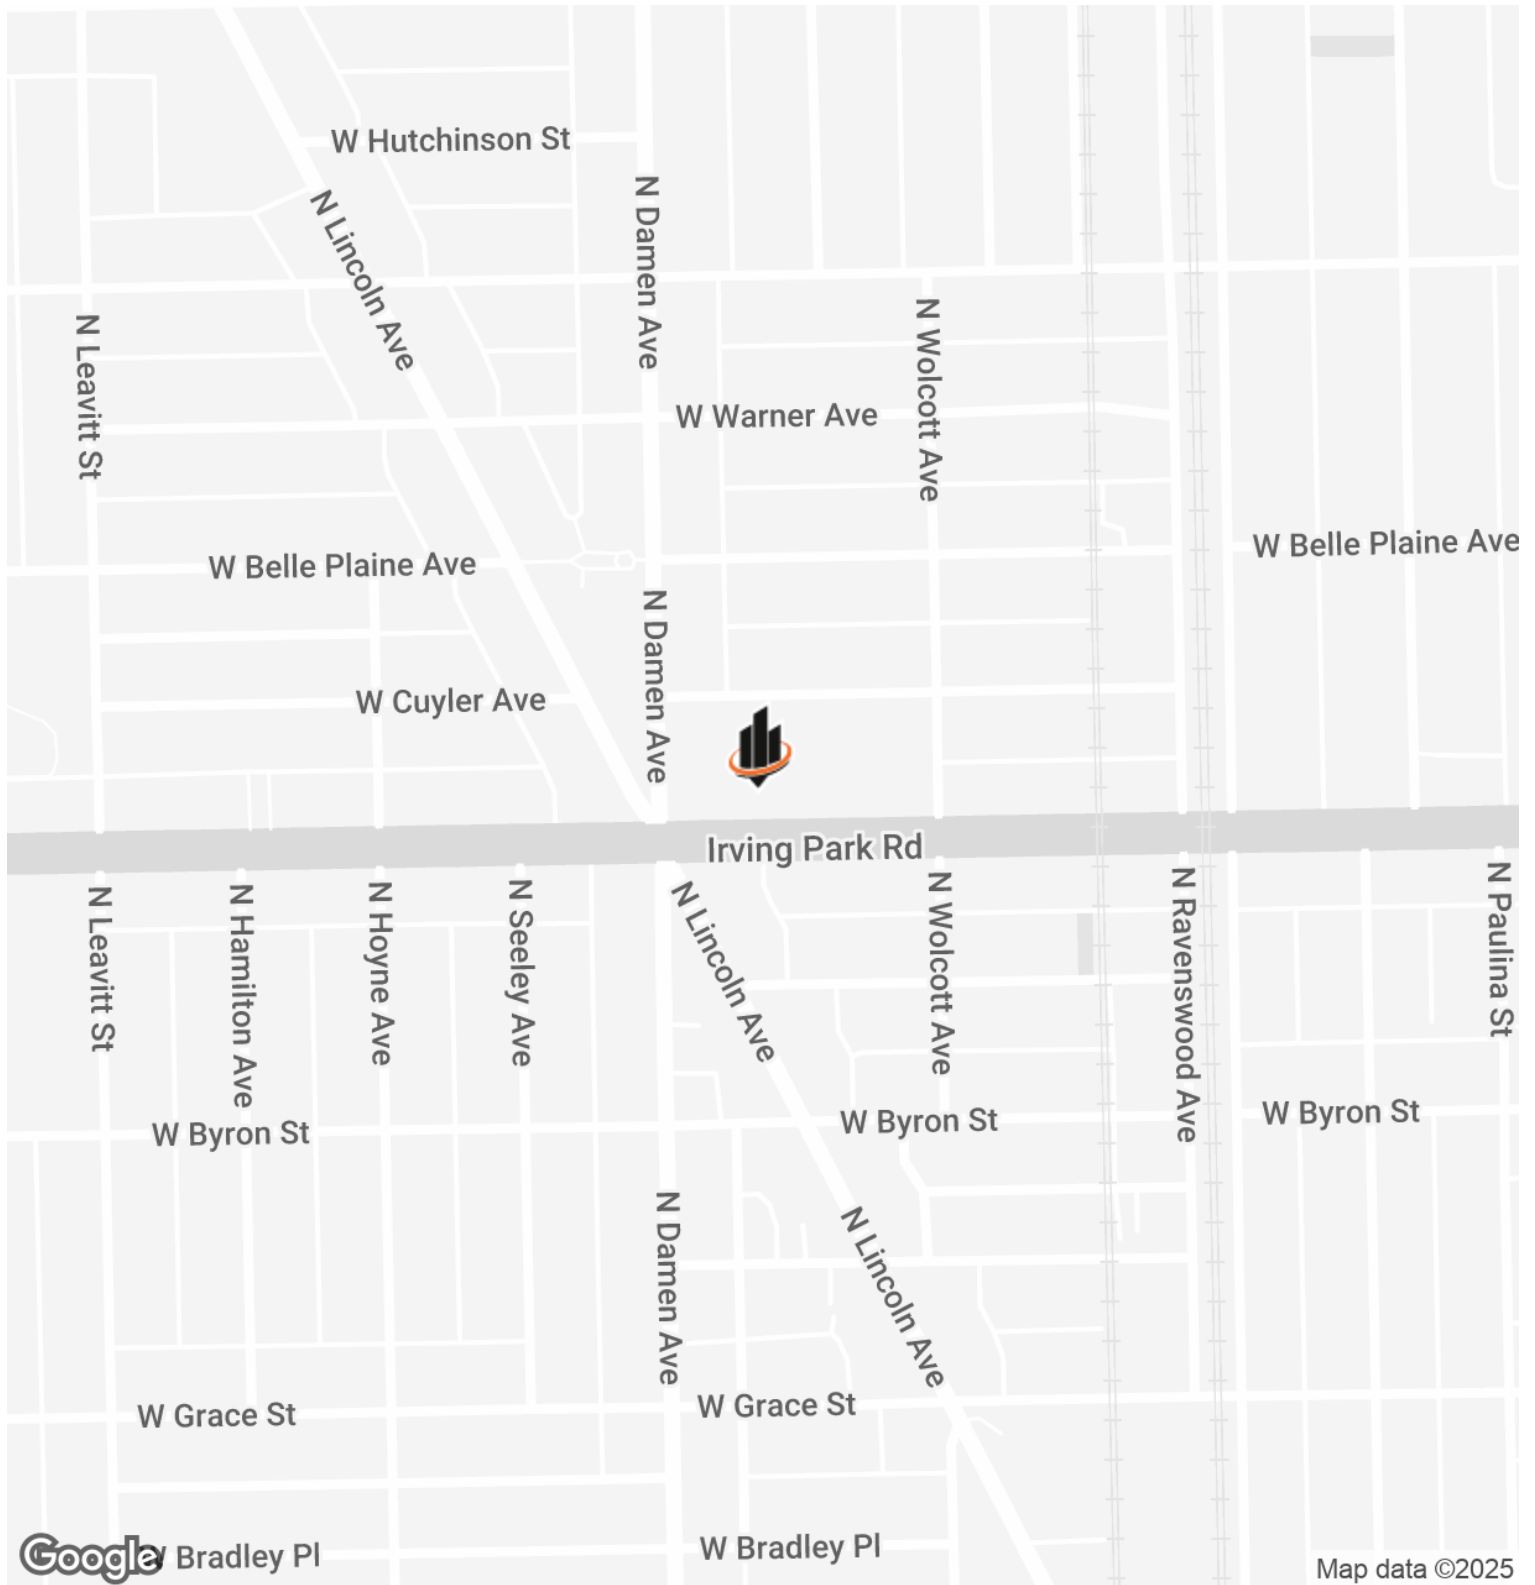 W Hutchinson St
N Lincoln Ave
N Damen Ave
N Leavitt St
N Wolcott Ave
W Warner Ave
W Belle Plaine Ave
W Belle Plaine Ave
N Damen Ave
W Cuyler Ave
Irving Park Rd
N Leavitt St
N Hamilton Ave
N Hoyne Ave
N Seeley Ave
N Lincoln Ave
N Wolcott Ave
N Ravenswood Ave
N Paulina St
W Byron St
W Byron St
W Byron St
N Damen Ave
N Lincoln Ave
W Grace St
W Grace St
Google
W Bradley Pl
W Bradley Pl
Map data ©2025